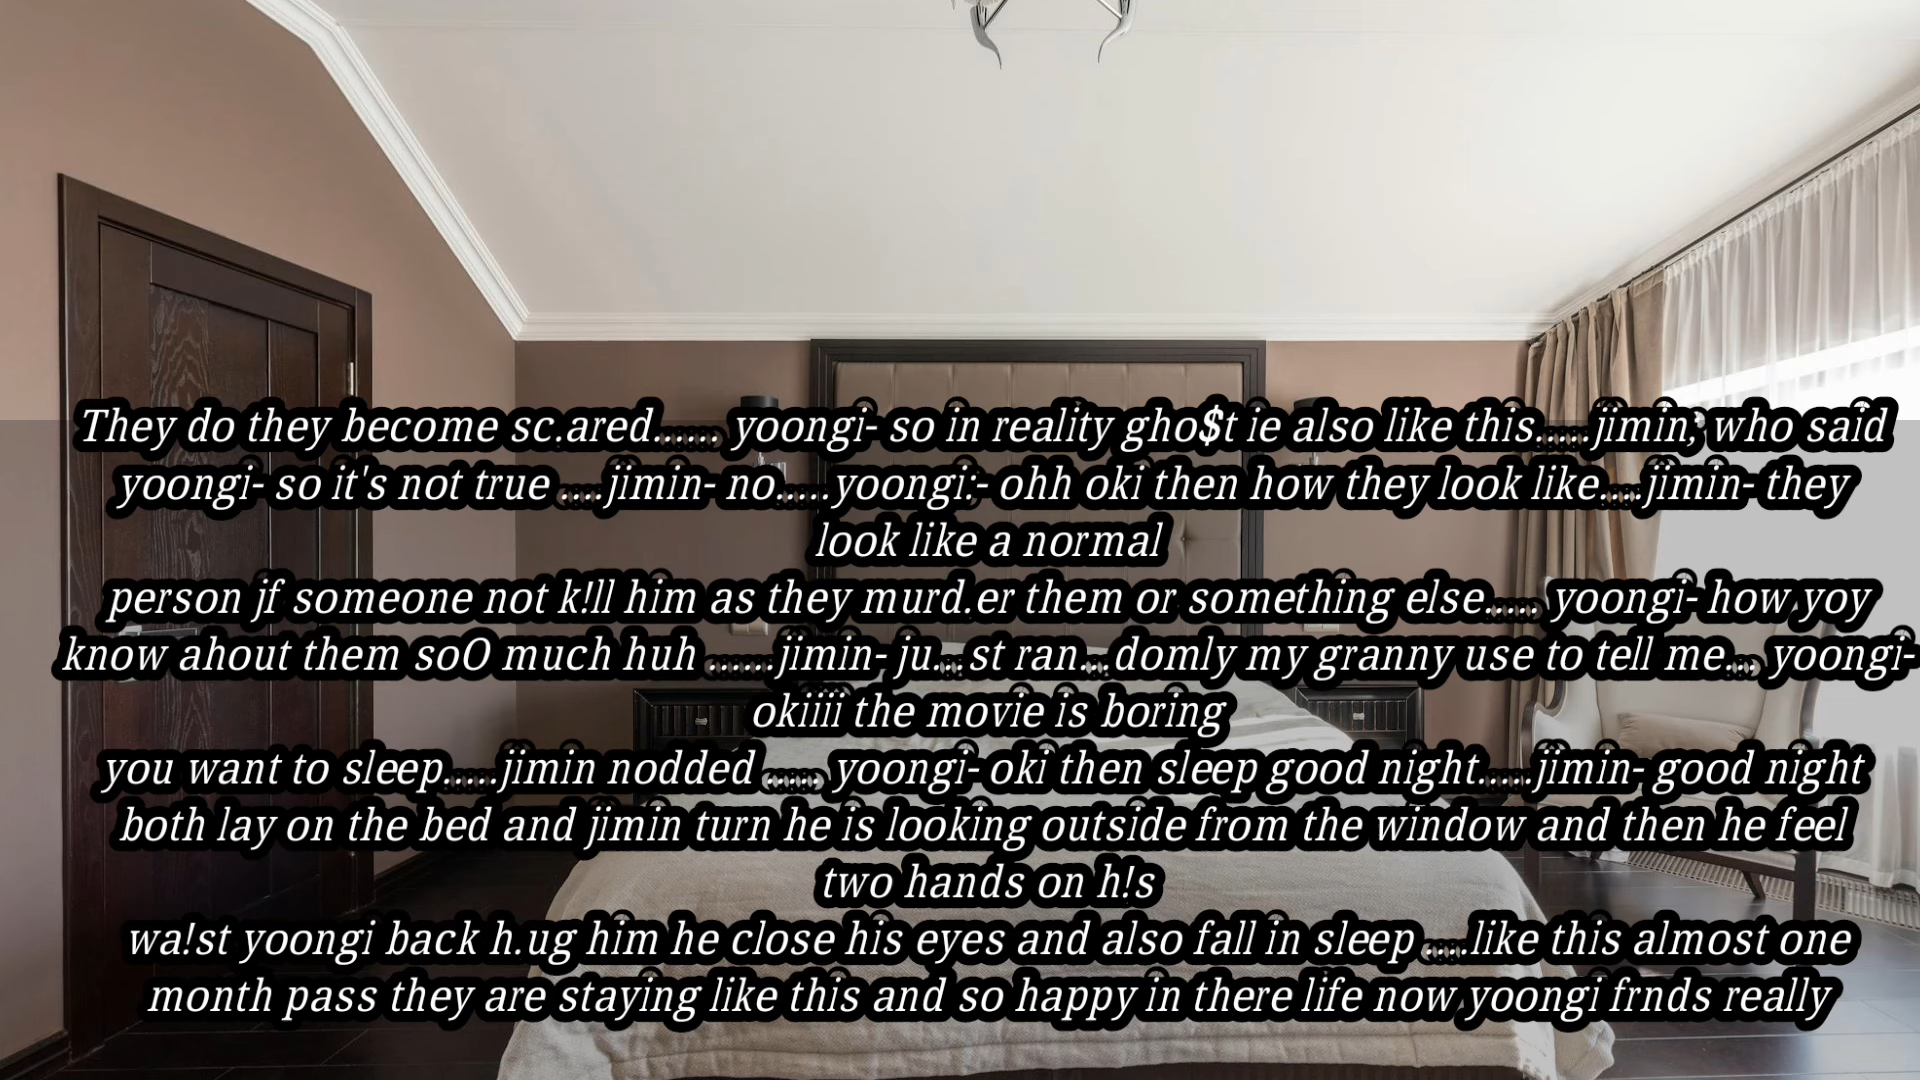 They do they become sc.ared....... yoongi- so in reality gho$t ie also like this......jimin; who said
yoongi- so it's not true .....jimin- no......yoongi:- ohh oki then how they look like.....jimin- they
look like a normal
person jf someone not k!ll him as they murd.er them or something else...... yoongi- how yoy
know ahout them soO much huh .......jimin- ju....st ran....domly my granny use to tell me.... yoongi-
okiiii the movie is boring
you want to sleep......jimin nodded ...... yoongi- oki then sleep good night......jimin- good night
both lay on the bed and jimin turn he is looking outside from the window and then he feel
two hands on h!s
wa!st yoongi back h.ug him he close his eyes and also fall in sleep .....like this almost one
month pass they are staying like this and so happy in there life now yoongi frnds really